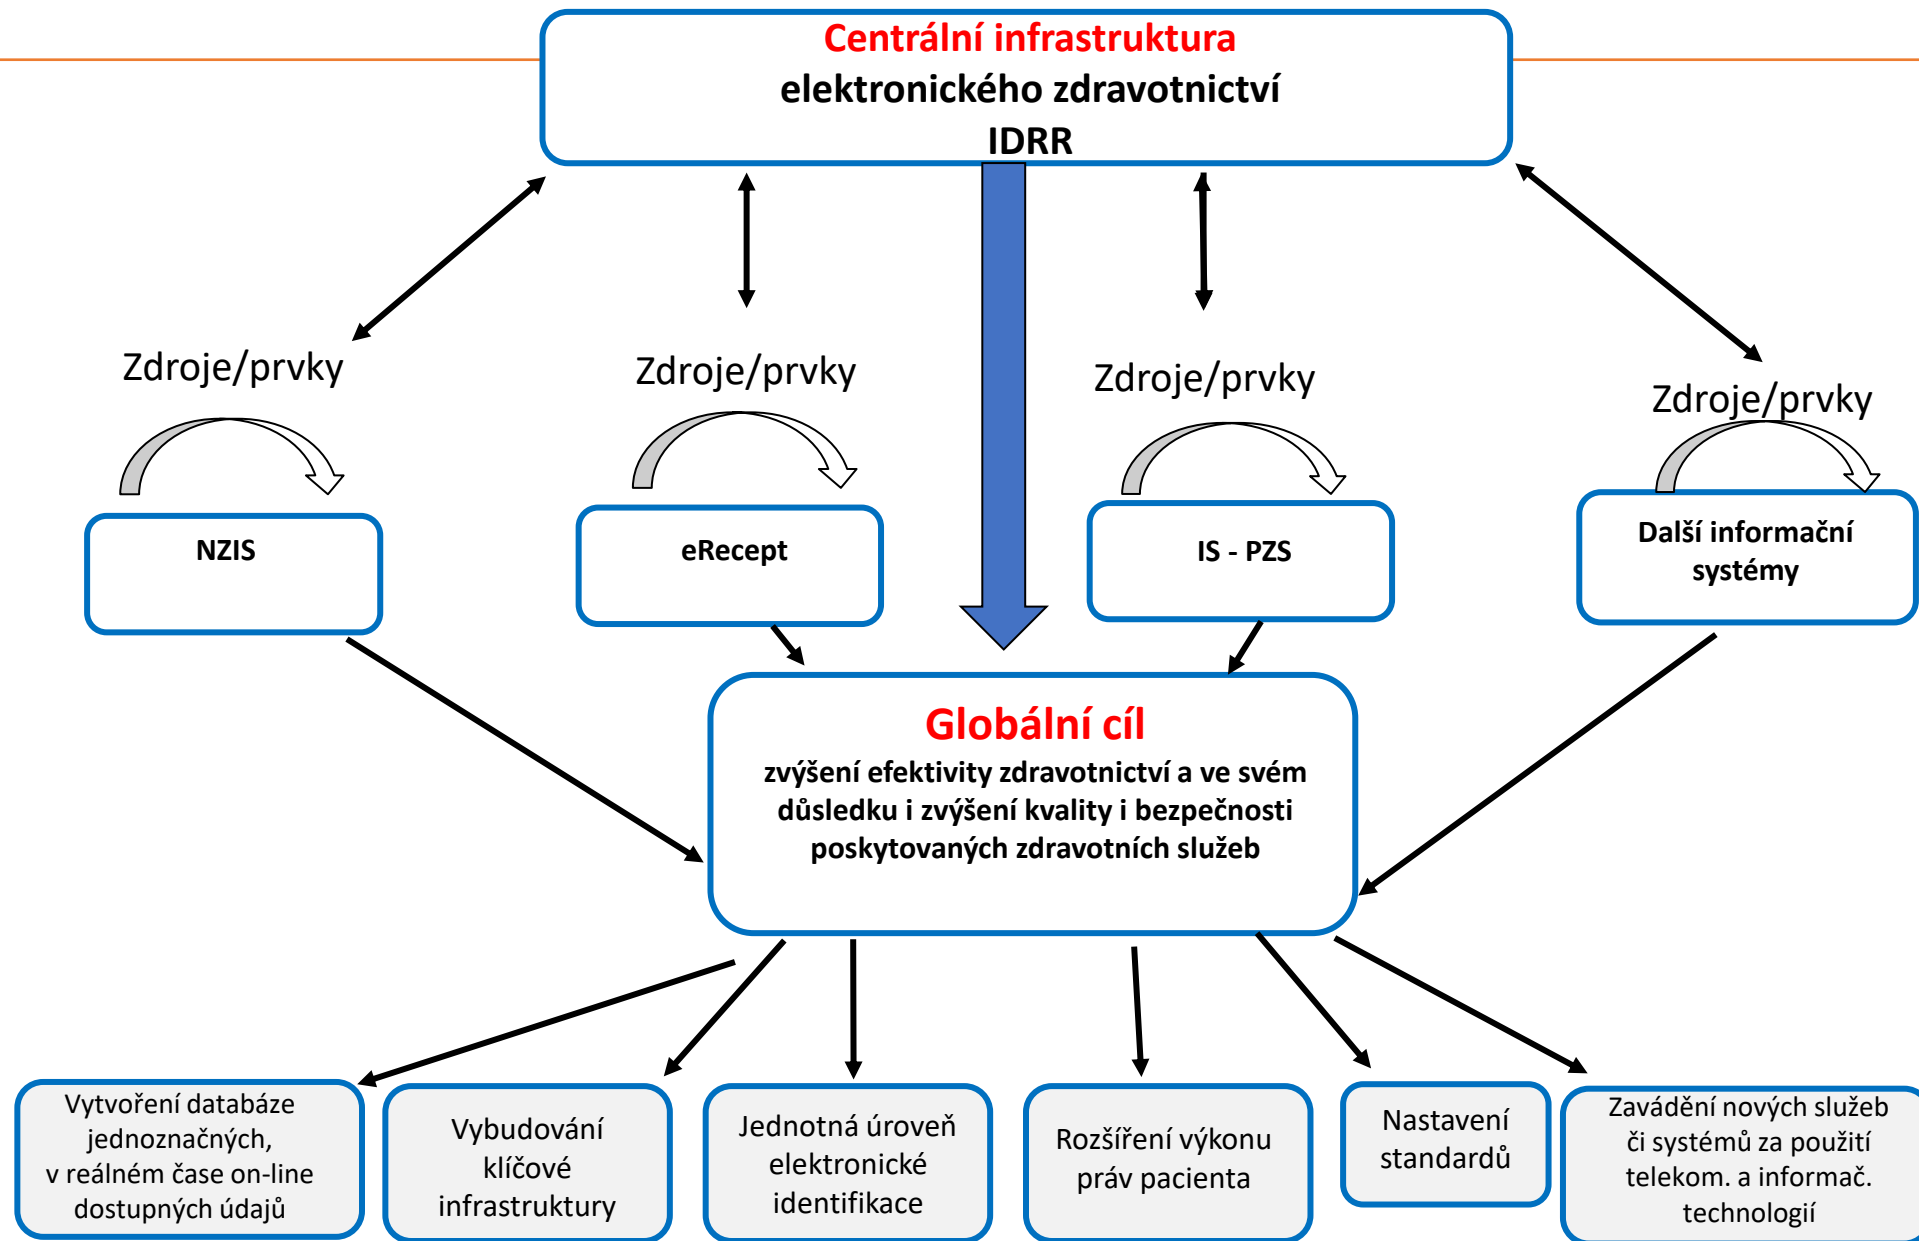 Centrální infrastruktura
elektronického zdravotnictví
IDRR
Zdroje/prvky
Zdroje/prvky
Zdroje/prvky
Zdroje/prvky
NZIS
eRecept
IS - PZS
Další informační
systémy
Globální cíl
zvýšení efektivity zdravotnictví a ve svém
důsledku i zvýšení kvality i bezpečnosti
poskytovaných zdravotních služeb
Vytvoření databáze
jednoznačných,
v reálném čase on-line
dostupných údajů
Vybudování
klíčové
infrastruktury
Jednotná úroveň
elektronické
identifikace
Rozšíření výkonu
práv pacienta
Nastavení
standardů
Zavádění nových služeb
či systémů za použití
telekom. a informač.
technologií